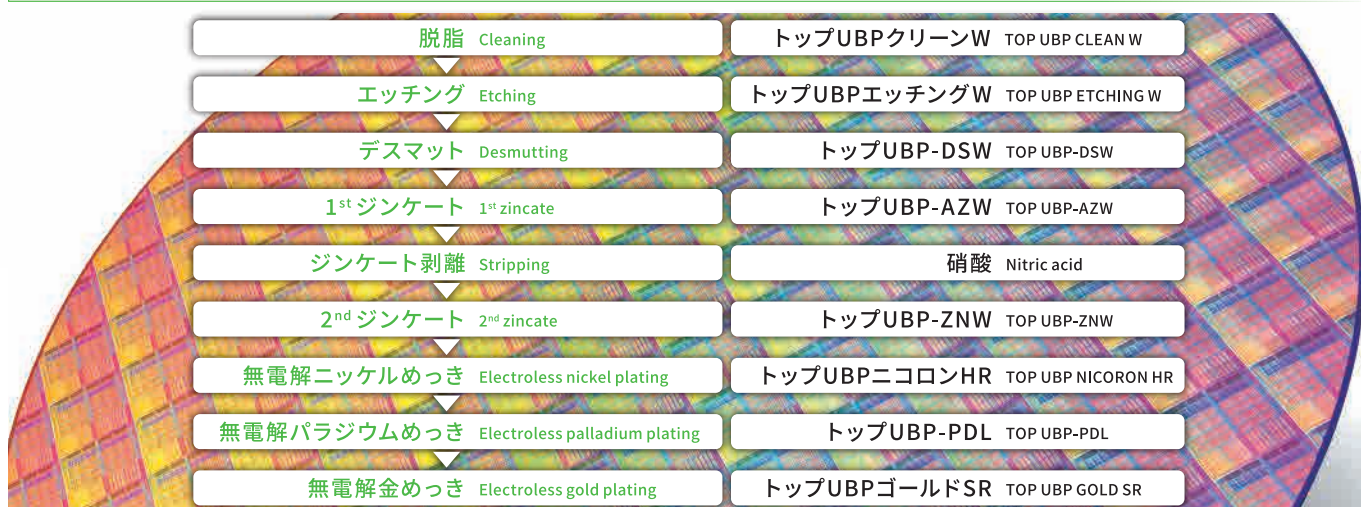 脱脂 Cleaning トップUBPクリーンW TOP UBP CLEAN W
エッチング Etching トップUBPエッチングW TOP UBP ETCHING W
デスマット Desmutting トップUBP-DSW TOP UBP-DSW
1st ジンケート 1st zincate トップUBP-AZW TOP UBP-AZW
ジンケート剥離 Stripping 硝酸 Nitric acid
2nd ジンケート 2nd zincate トップUBP-ZNW TOP UBP-ZNW
無電解ニッケルめっき Electroless nickel plating トップUBPニコロンHR TOP UBP NICORON HR
無電解パラジウムめっき Electroless palladium plating トップUBP-PDL TOP UBP-PDL
無電解金めっき Electroless gold plating トップUBPゴールドSR TOP UBP GOLD SR